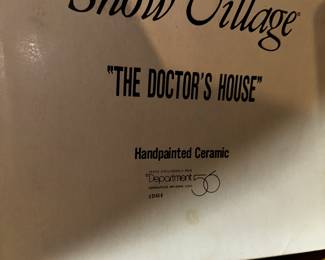 Snow Village
"THE DOCTOR'S HOUSE"
Handpainted Ceramic
Department 56